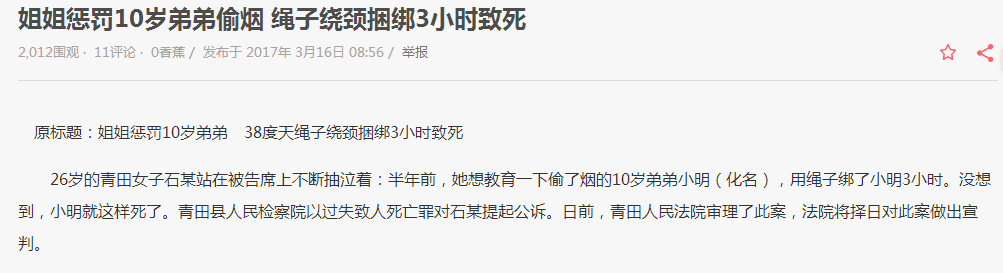 姐姐惩罚10岁弟弟偷烟 绳子绕颈捆绑3小时致死
2,012围观 · 11评论 · 0香蕉 / 发布于 2017年 3月16日 08:56 / 举报
原标题：姐姐惩罚10岁弟弟 38度天绳子绕颈捆绑3小时致死
26岁的青田女子石某站在被告席上不断抽泣着：半年前，她想教育一下偷了烟的10岁弟弟小明（化名），用绳子绑了小明3小时。没想
到，小明就这样死了。青田县人民检察院以过失致人死亡罪对石某提起公诉。日前，青田人民法院审理了此案，法院将择日对此案做出宣
判。